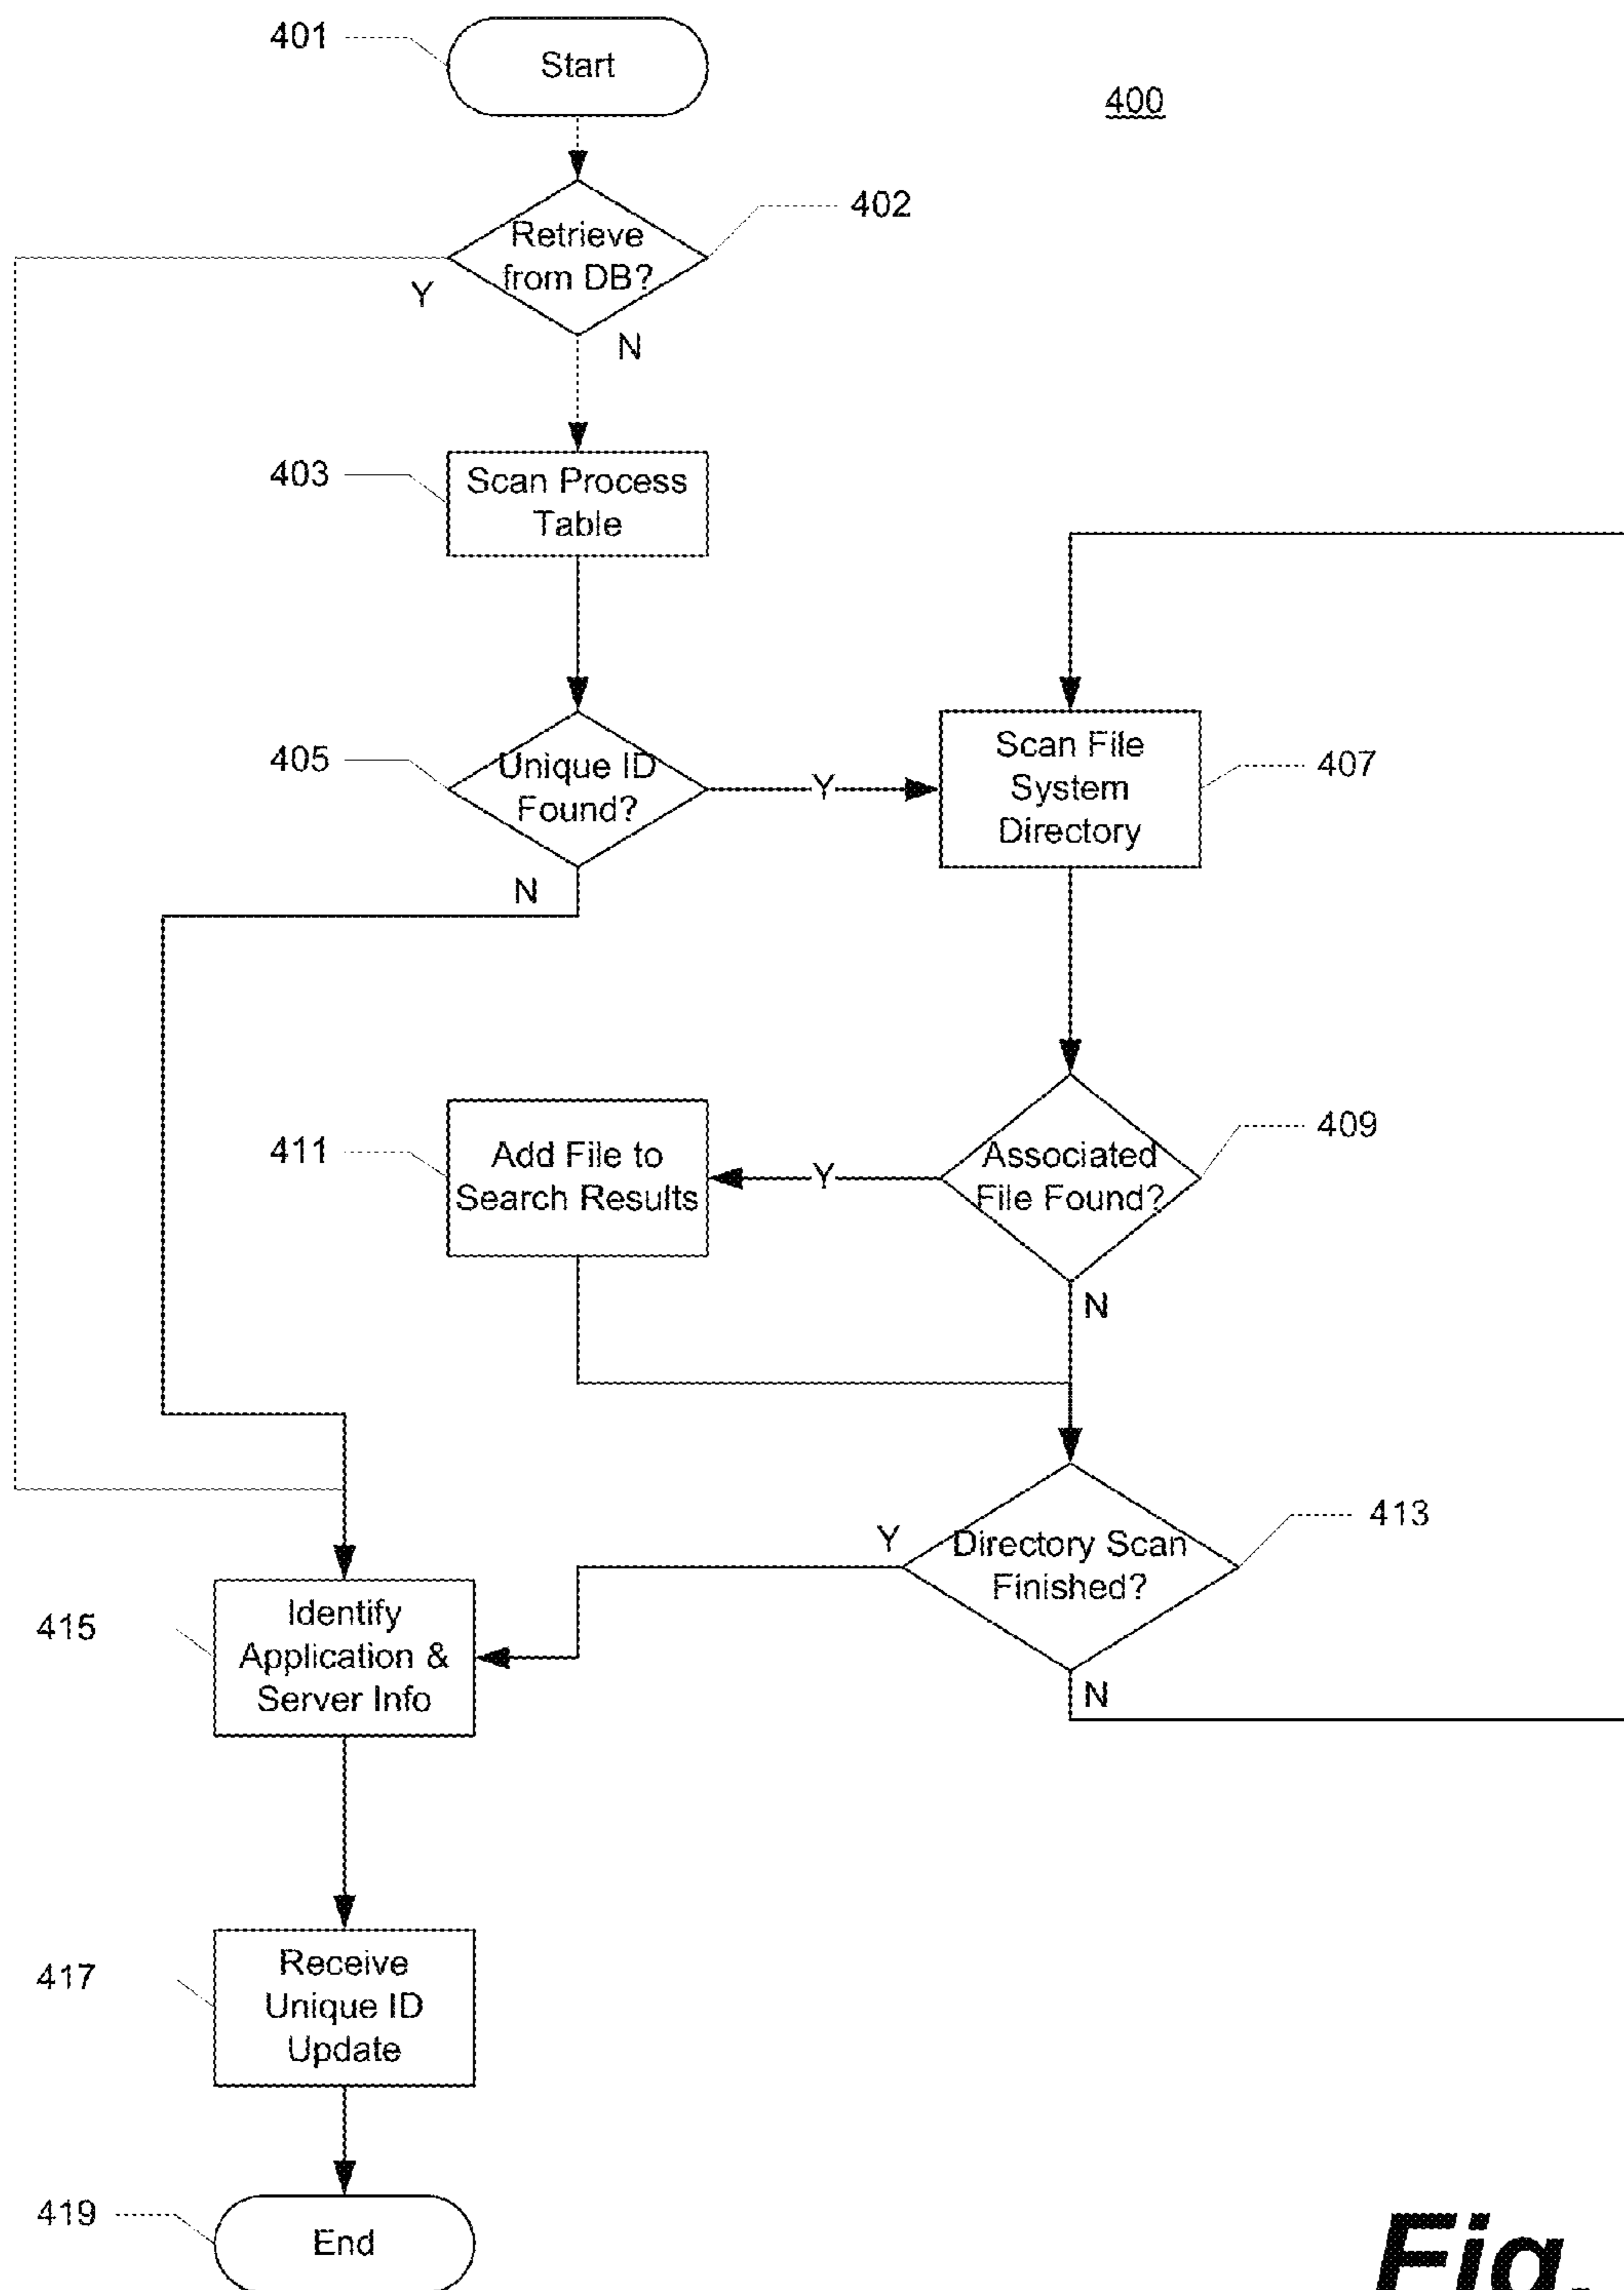 401
Start
400
402
Retrieve
from DB?
Y
N
403
Scan Process
Table
405
Unique ID
Found?
Y
N
Scan File
System
Directory
407
411
Add File to
Search Results
Y
Associated
File Found?
409
N
Y
Directory Scan
Finished?
413
N
415
Identify
Application &
Server Info
417
Receive
Unique ID
Update
419
End
Fig.